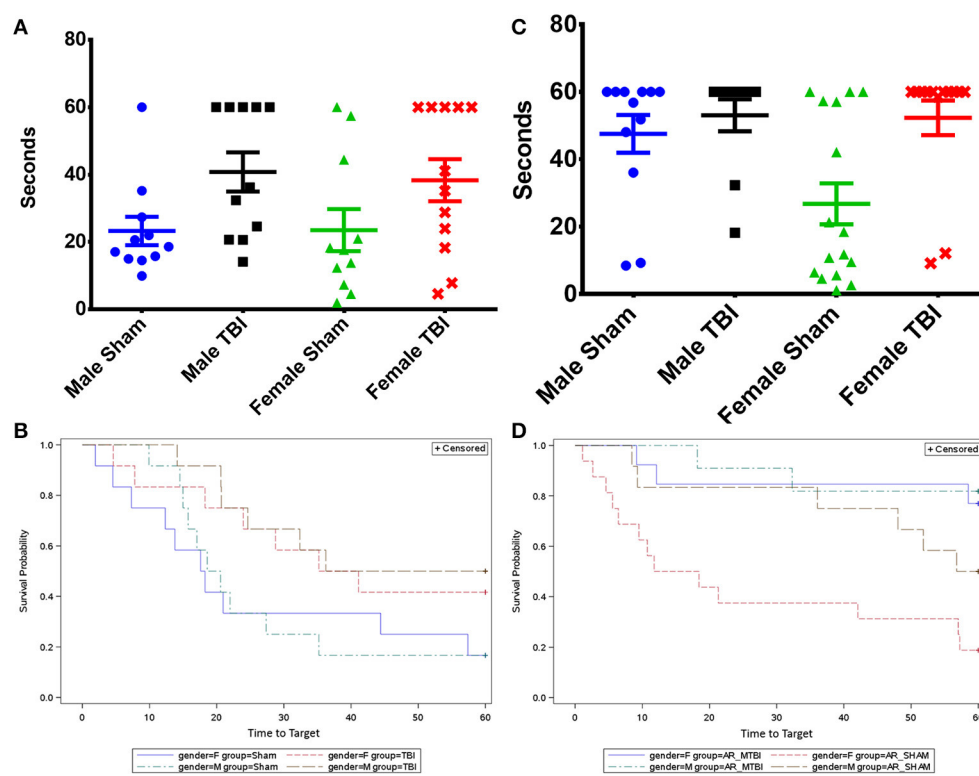 A
80
60
40
20
0
Seconds
Male Sham
Male TBI
Female Sham
Female TBI
C
80
60
40
20
0
Seconds
Male Sham
Male TBI
Female Sham
Female TBI
B
1.0
0.8
0.6
0.4
0.2
0.0
Survival Probability
+ Censored
0 10 20 30 40 50 60
Time to Target
gender=F group=Sham gender=F group=TBI
gender=M group=Sham gender=M group=TBI
D
1.0
0.8
0.6
0.4
0.2
0.0
Survival Probability
+ Censored
0 10 20 30 40 50 60
Time to Target
gender=F group=AR_MTBI gender=F group=AR_SHAM
gender=M group=AR_MTBI gender=M group=AR_SHAM